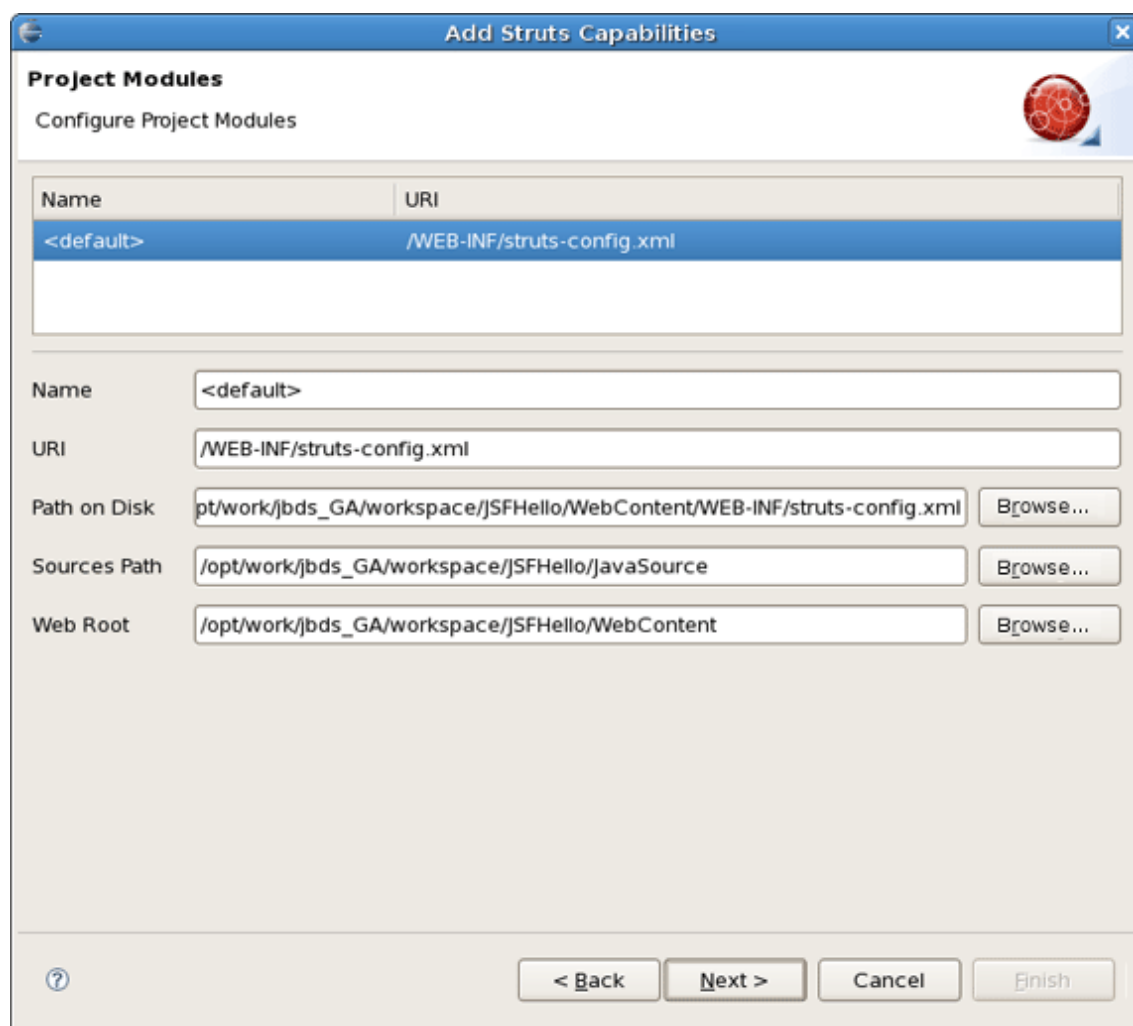 Add Struts Capabilities
Project Modules
Configure Project Modules
Name URI
<default> /WEB-INF/struts-config.xml
Name <default>
URI /WEB-INF/struts-config.xml
Path on Disk pt/work/jbds_GA/workspace/JSFHello/WebContent/WEB-INF/struts-config.xml Browse...
Sources Path /opt/work/jbds_GA/workspace/JSFHello/JavaSource Browse...
Web Root /opt/work/jbds_GA/workspace/JSFHello/WebContent Browse...
? < Back Next > Cancel Finish